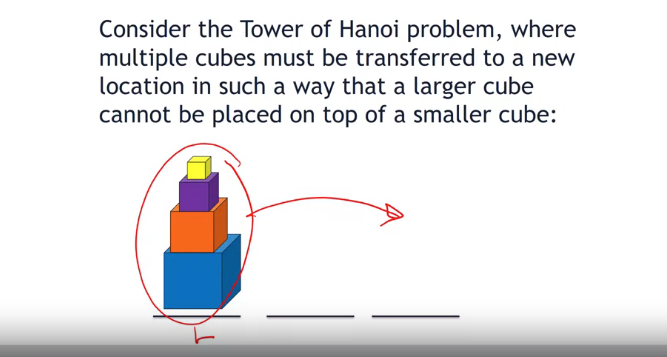 Consider the Tower of Hanoi problem, where
multiple cubes must be transferred to a new
location in such a way that a larger cube
cannot be placed on top of a smaller cube: